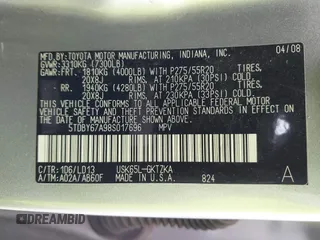 MFD. BY: TOYOTA MOTOR MANUFACTURING, INDIANA, INC. 04/08
GVWR: 3310KG (7300LB)
GAWR: FRT. 1810KG (4000LB) WITH P275/55R20 TIRES,
20X8J RIMS, AT 210KPA (30PSI) COLD
RR. 1940KG (4280LB) WITH P275/55R20 TIRES,
20X8J RIMS, AT 230KPA (33PSI) COLD
THIS VEHICLE CONFORMS TO ALL APPLICABLE FEDERAL
MOTOR VEHICLE SAFETY AND THEFT PREVENTION STANDARDS
IN EFFECT ON THE DATE OF MANUFACTURE SHOWN ABOVE.
5TDBY67A98S017696 MPV
C/TR: 1D6/LD13 USK65L-GKTZKA
A/TM: A02A/AB60F MADE IN U.S.A. 824 A
DREAMBID